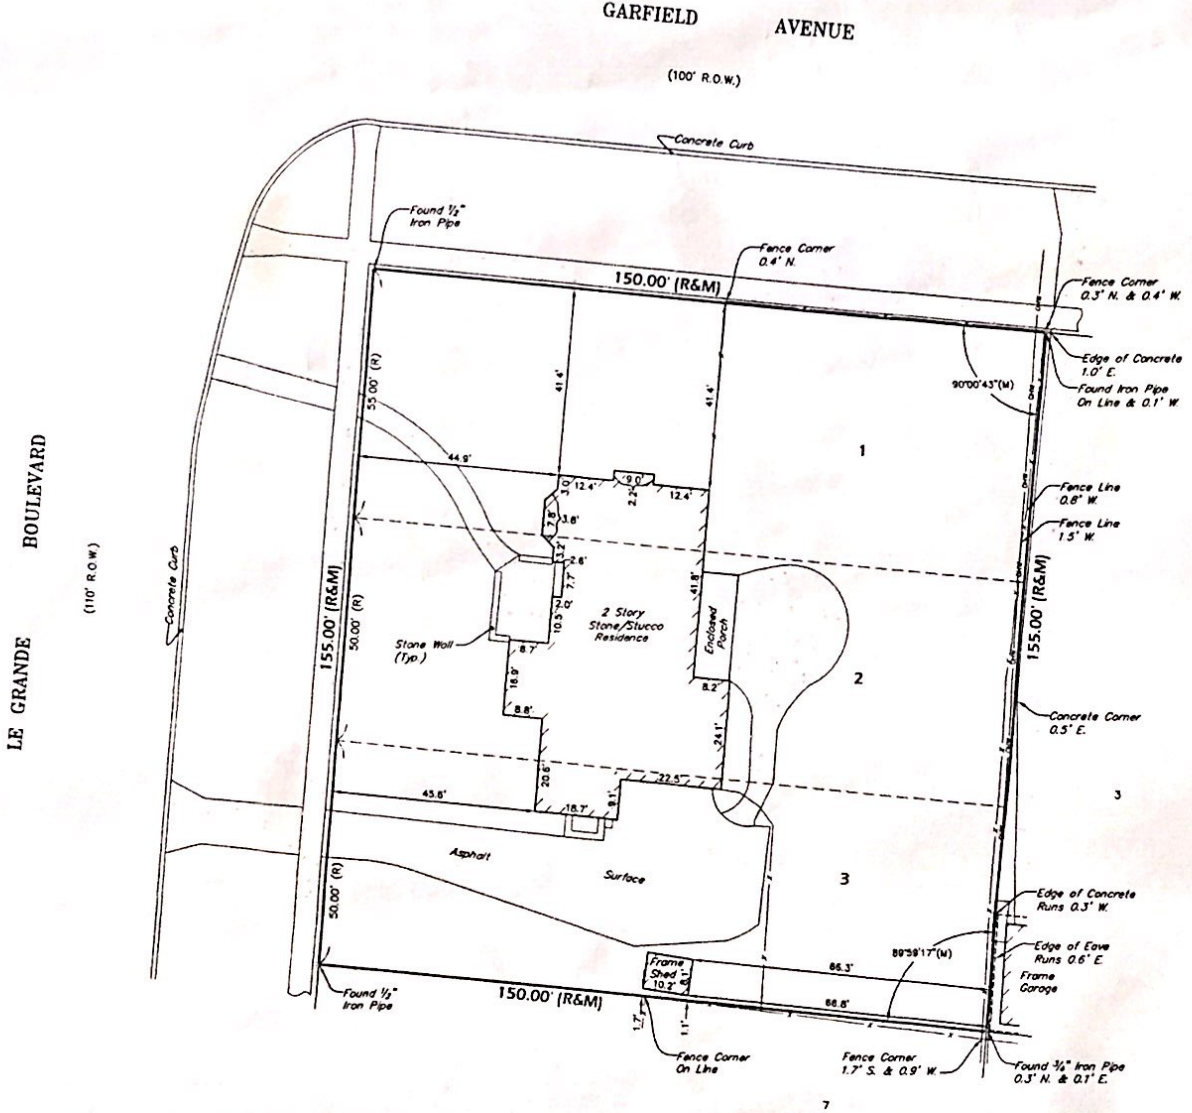 GARFIELD AVENUE
(100' R.O.W.)
Concrete Curb
Found ½"
Iron Pipe
Fence Corner
0.4' N.
150.00' (R&M)
Fence Corner
0.3' N. & 0.4' W.
Edge of Concrete
1.0' E.
Found Iron Pipe
On Line & 0.1' W.
90°00'43"(M)
55.00' (R)
41.4'
41.4'
1
44.9'
12.4'
9.0'
2.2'
12.4'
3.0'
7.8'
3.8'
3.2'
2.6'
7.7'
2.0'
10.5'
Fence Line
0.8' W.
Fence Line
1.5' W.
LE GRANDE BOULEVARD
(110' R.O.W.)
Concrete Curb
155.00' (R&M)
50.00' (R)
Stone Wall
(Typ.)
8.7'
16.9'
8.8'
2 Story
Stone/Stucco
Residence
41.8'
Enclosed
Porch
8.2'
24.1'
2
155.00' (R&M)
Concrete Corner
0.5' E.
20.6'
22.5'
9.1'
18.7'
45.6'
3
Asphalt
Surface
3
50.00' (R)
Edge of Concrete
Runs 0.3' W.
89°59'17"(M)
Edge of Eave
Runs 0.6' E.
Frame
Garage
Frame
Shed
10.2'
8.1'
66.3'
66.8'
Found ½"
Iron Pipe
150.00' (R&M)
1.7'
1.1'
Fence Corner
On Line
Fence Corner
1.7' S. & 0.9' W.
Found ¾" Iron Pipe
0.3' N. & 0.1' E.
7